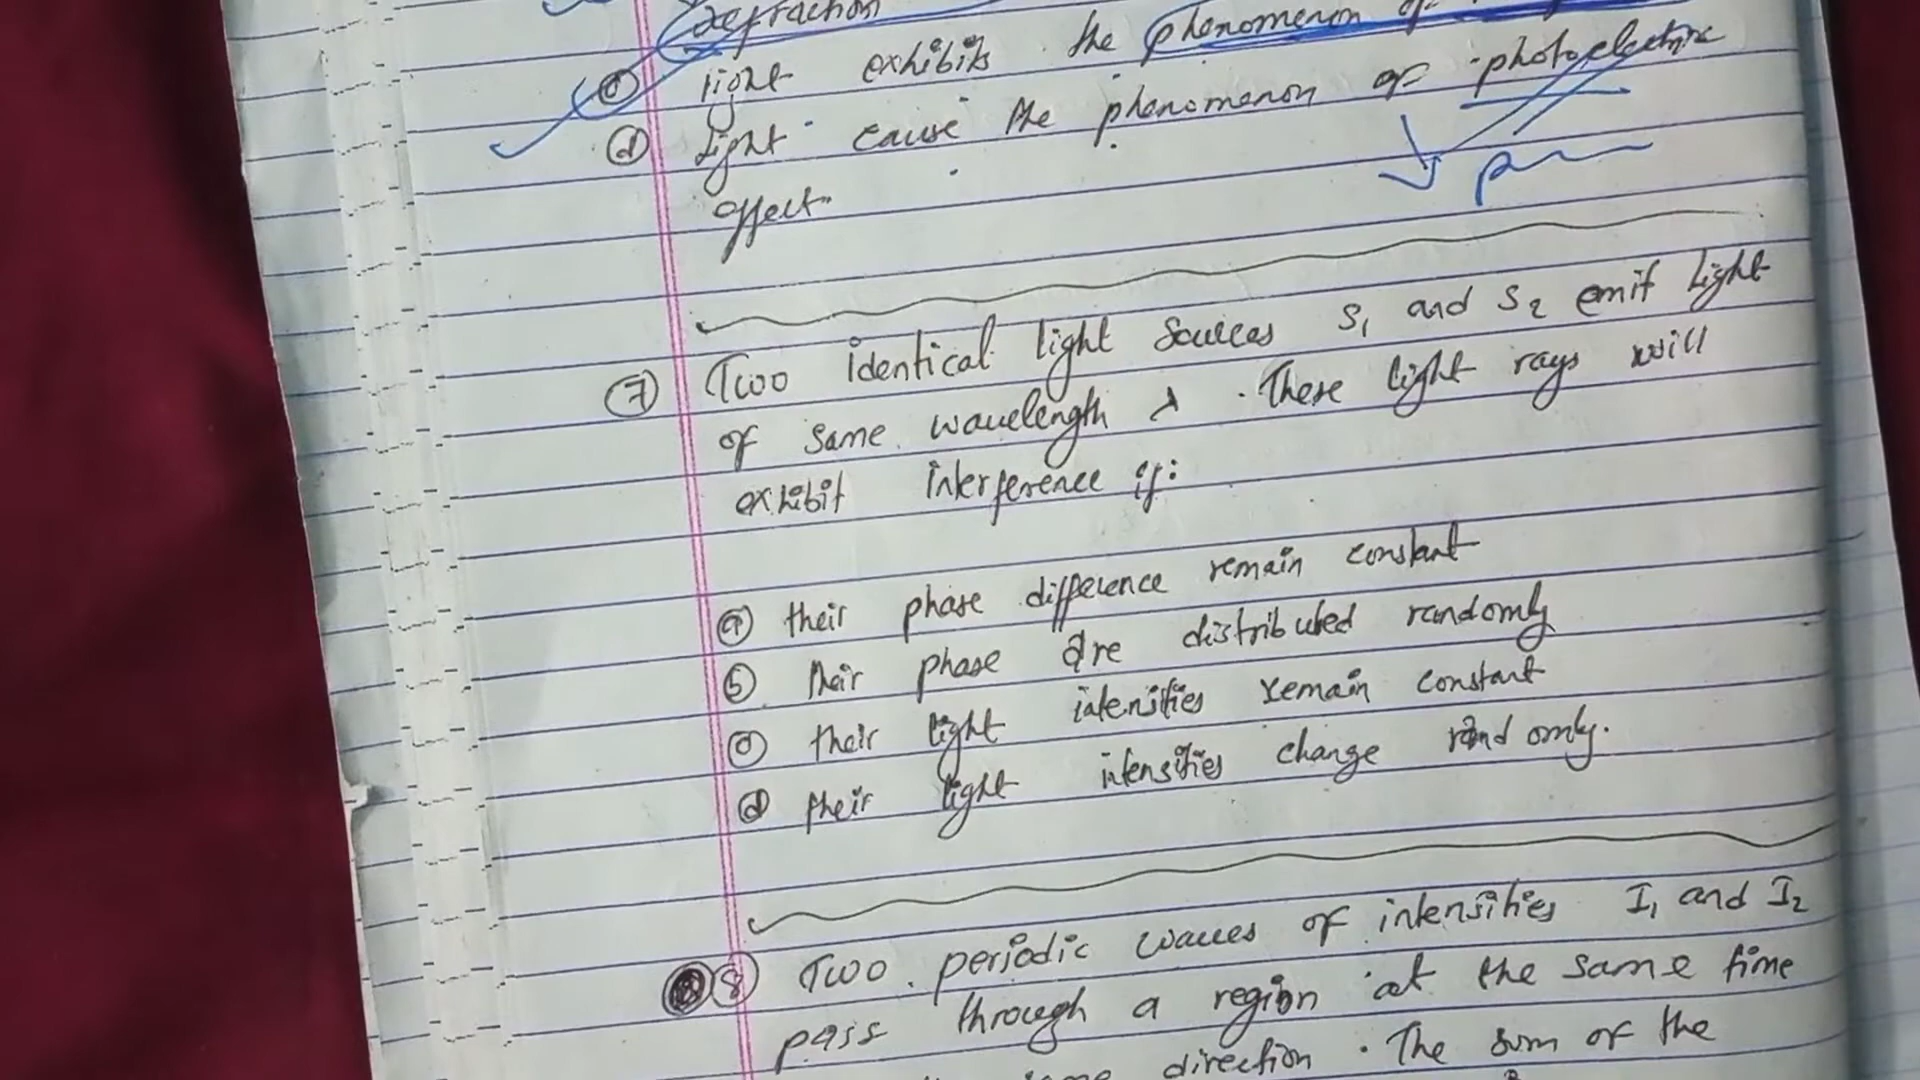 ⓒ light exhibits the phenomenon of
ⓓ Light cause the phenomenon of photoelectric
effect.
⑦ Two identical light sources S₁ and S₂ emit light
of same wavelength λ. These light rays will
exhibit interference if:
ⓐ their phase difference remain constant
ⓑ their phase are distributed randomly
ⓒ their light intensities remain constant
ⓓ their light intensities change randomly.
⑧ Two periodic waves of intensities I₁ and I₂
pass through a region at the same time
direction. The sum of the